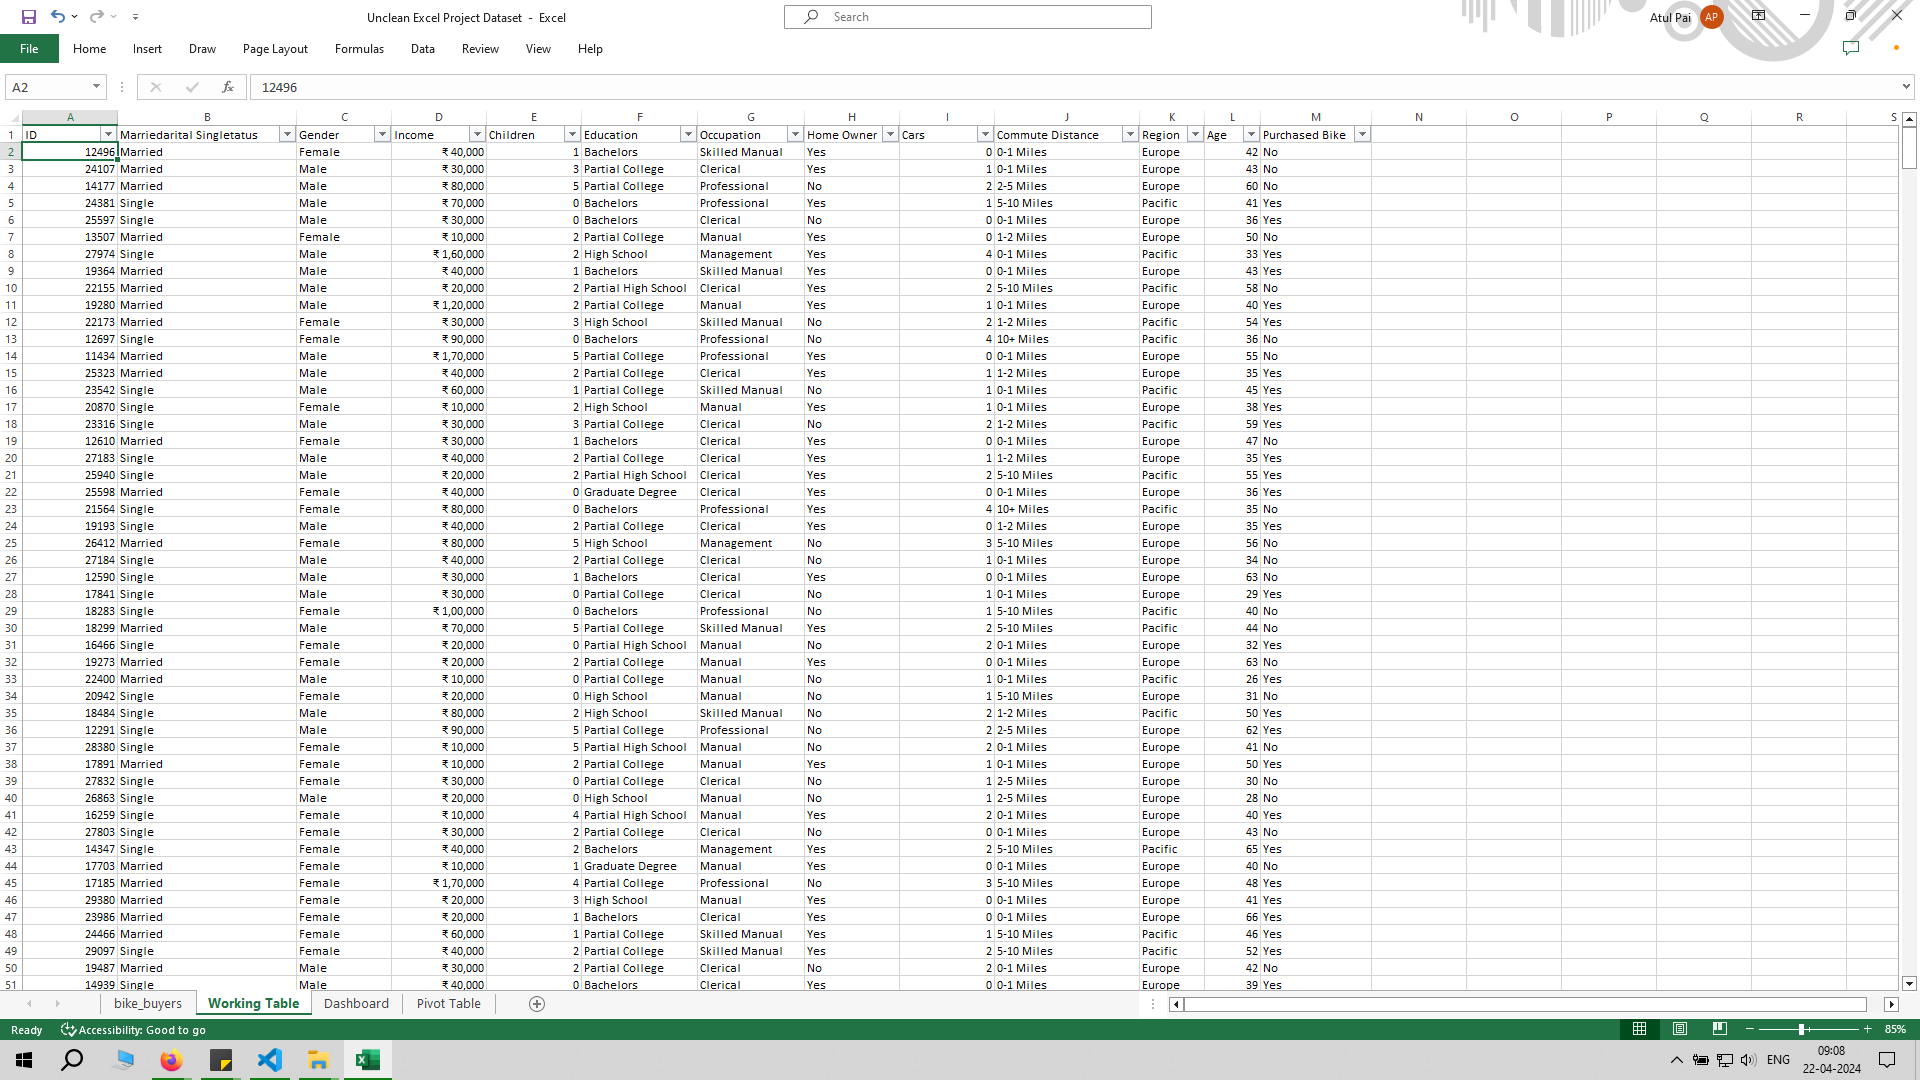 Unclean Excel Project Dataset - Excel
Search
Atul Pai AP
File Home Insert Draw Page Layout Formulas Data Review View Help
A2 fx 12496
A B C D E F G H I J K L M N O P Q R S
1 ID Marriedarital Singletatus Gender Income Children Education Occupation Home Owner Cars Commute Distance Region Age Purchased Bike
2 12496 Married Female ₹ 40,000 1 Bachelors Skilled Manual Yes 0 0-1 Miles Europe 42 No
3 24107 Married Male ₹ 30,000 3 Partial College Clerical Yes 1 0-1 Miles Europe 43 No
4 14177 Married Male ₹ 80,000 5 Partial College Professional No 2 2-5 Miles Europe 60 No
5 24381 Single Male ₹ 70,000 0 Bachelors Professional Yes 1 5-10 Miles Pacific 41 Yes
6 25597 Single Male ₹ 30,000 0 Bachelors Clerical No 0 0-1 Miles Europe 36 Yes
7 13507 Married Female ₹ 10,000 2 Partial College Manual Yes 0 1-2 Miles Europe 50 No
8 27974 Single Male ₹ 1,60,000 2 High School Management Yes 4 0-1 Miles Pacific 33 Yes
9 19364 Married Male ₹ 40,000 1 Bachelors Skilled Manual Yes 0 0-1 Miles Europe 43 Yes
10 22155 Married Male ₹ 20,000 2 Partial High School Clerical Yes 2 5-10 Miles Pacific 58 No
11 19280 Married Male ₹ 1,20,000 2 Partial College Manual Yes 1 0-1 Miles Europe 40 Yes
12 22173 Married Female ₹ 30,000 3 High School Skilled Manual No 2 1-2 Miles Pacific 54 Yes
13 12697 Single Female ₹ 90,000 0 Bachelors Professional No 4 10+ Miles Pacific 36 No
14 11434 Married Male ₹ 1,70,000 5 Partial College Professional Yes 0 0-1 Miles Europe 55 No
15 25323 Married Male ₹ 40,000 2 Partial College Clerical Yes 1 1-2 Miles Europe 35 Yes
16 23542 Single Male ₹ 60,000 1 Partial College Skilled Manual No 1 0-1 Miles Pacific 45 Yes
17 20870 Single Female ₹ 10,000 2 High School Manual Yes 1 0-1 Miles Europe 38 Yes
18 23316 Single Male ₹ 30,000 3 Partial College Clerical No 2 1-2 Miles Pacific 59 Yes
19 12610 Married Female ₹ 30,000 1 Bachelors Clerical Yes 0 0-1 Miles Europe 47 No
20 27183 Single Male ₹ 40,000 2 Partial College Clerical Yes 1 1-2 Miles Europe 35 Yes
21 25940 Single Male ₹ 20,000 2 Partial High School Clerical Yes 2 5-10 Miles Pacific 55 Yes
22 25598 Married Female ₹ 40,000 0 Graduate Degree Clerical Yes 0 0-1 Miles Europe 36 Yes
23 21564 Single Female ₹ 80,000 0 Bachelors Professional Yes 4 10+ Miles Pacific 35 No
24 19193 Single Male ₹ 40,000 2 Partial College Clerical Yes 0 1-2 Miles Europe 35 Yes
25 26412 Married Female ₹ 80,000 5 High School Management No 3 5-10 Miles Europe 56 No
26 27184 Single Male ₹ 40,000 2 Partial College Clerical No 1 0-1 Miles Europe 34 No
27 12590 Single Male ₹ 30,000 1 Bachelors Clerical Yes 0 0-1 Miles Europe 63 No
28 17841 Single Male ₹ 30,000 0 Partial College Clerical No 1 0-1 Miles Europe 29 Yes
29 18283 Single Female ₹ 1,00,000 0 Bachelors Professional No 1 5-10 Miles Pacific 40 No
30 18299 Married Male ₹ 70,000 5 Partial College Skilled Manual Yes 2 5-10 Miles Pacific 44 No
31 16466 Single Female ₹ 20,000 0 Partial High School Manual No 2 0-1 Miles Europe 32 Yes
32 19273 Married Female ₹ 20,000 2 Partial College Manual Yes 0 0-1 Miles Europe 63 No
33 22400 Married Male ₹ 10,000 0 Partial College Manual No 1 0-1 Miles Pacific 26 Yes
34 20942 Single Female ₹ 20,000 0 High School Manual No 1 5-10 Miles Europe 31 No
35 18484 Single Male ₹ 80,000 2 High School Skilled Manual No 2 1-2 Miles Pacific 50 Yes
36 12291 Single Male ₹ 90,000 5 Partial College Professional No 2 2-5 Miles Europe 62 Yes
37 28380 Single Female ₹ 10,000 5 Partial High School Manual No 2 0-1 Miles Europe 41 No
38 17891 Married Female ₹ 10,000 2 Partial College Manual Yes 1 0-1 Miles Europe 50 Yes
39 27832 Single Female ₹ 30,000 0 Partial College Clerical No 1 2-5 Miles Europe 30 No
40 26863 Single Male ₹ 20,000 0 High School Manual No 1 2-5 Miles Europe 28 No
41 16259 Single Female ₹ 10,000 4 Partial High School Manual Yes 2 0-1 Miles Europe 40 Yes
42 27803 Single Female ₹ 30,000 2 Partial College Clerical No 0 0-1 Miles Europe 43 No
43 14347 Single Female ₹ 40,000 2 Bachelors Management Yes 2 5-10 Miles Pacific 65 Yes
44 17703 Married Female ₹ 10,000 1 Graduate Degree Manual Yes 0 0-1 Miles Europe 40 No
45 17185 Married Female ₹ 1,70,000 4 Partial College Professional No 3 5-10 Miles Europe 48 Yes
46 29380 Married Female ₹ 20,000 3 High School Manual Yes 0 0-1 Miles Europe 41 Yes
47 23986 Married Female ₹ 20,000 1 Bachelors Clerical Yes 0 0-1 Miles Europe 66 Yes
48 24466 Married Female ₹ 60,000 1 Partial College Skilled Manual Yes 1 5-10 Miles Pacific 46 Yes
49 29097 Single Female ₹ 40,000 2 Partial College Skilled Manual Yes 2 5-10 Miles Pacific 52 Yes
50 19487 Married Male ₹ 30,000 2 Partial College Clerical No 2 0-1 Miles Europe 42 No
51 14939 Single Male ₹ 40,000 0 Bachelors Clerical Yes 0 0-1 Miles Europe 39 Yes
bike_buyers Working Table Dashboard Pivot Table
Ready Accessibility: Good to go 85%
ENG 09:08
22-04-2024